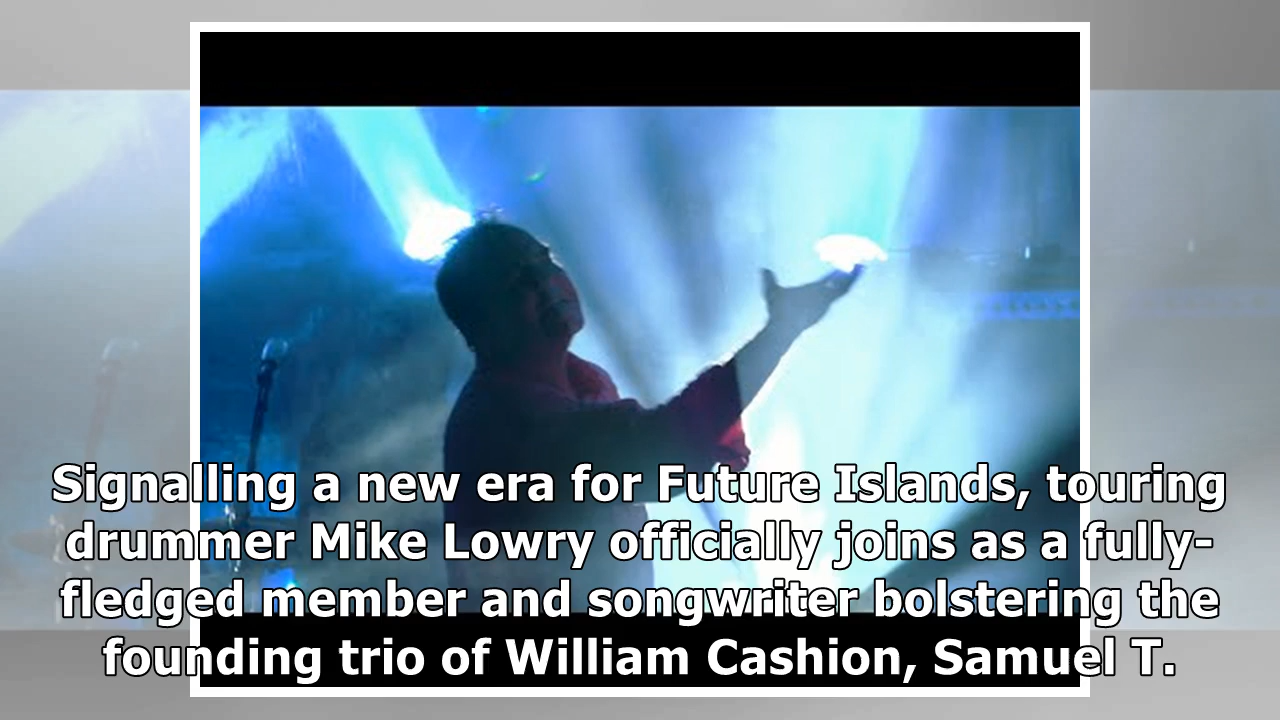 Signalling a new era for Future Islands, touring
drummer Mike Lowry officially joins as a fully-
fledged member and songwriter bolstering the
founding trio of William Cashion, Samuel T.